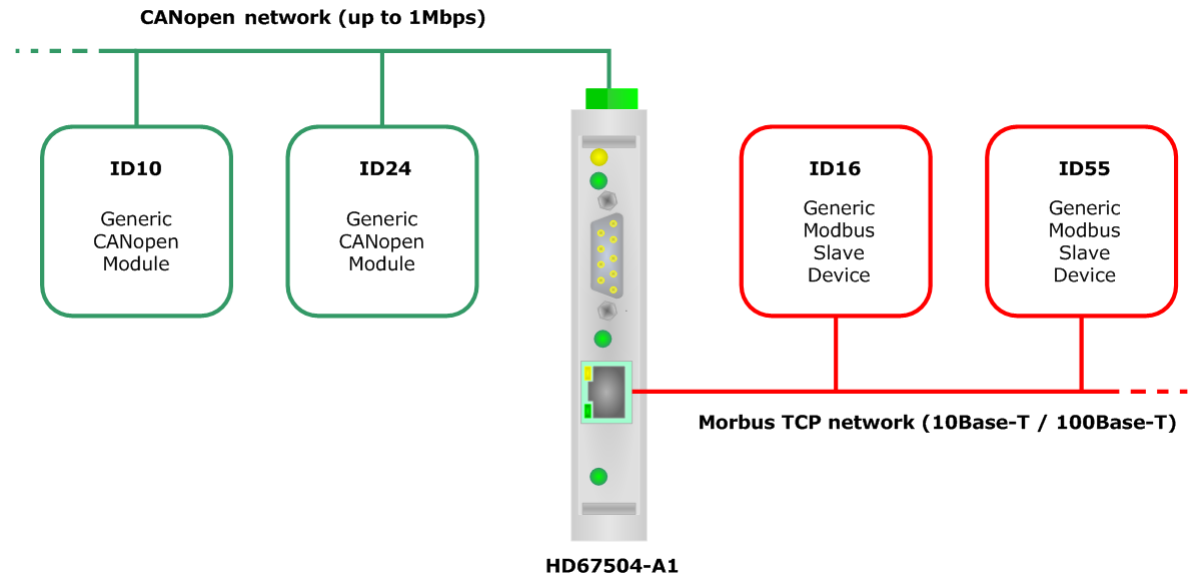 CANopen network (up to 1Mbps)
ID10
Generic
CANopen
Module
ID24
Generic
CANopen
Module
ID16
Generic
Modbus
Slave
Device
ID55
Generic
Modbus
Slave
Device
Morbus TCP network (10Base-T / 100Base-T)
HD67504-A1